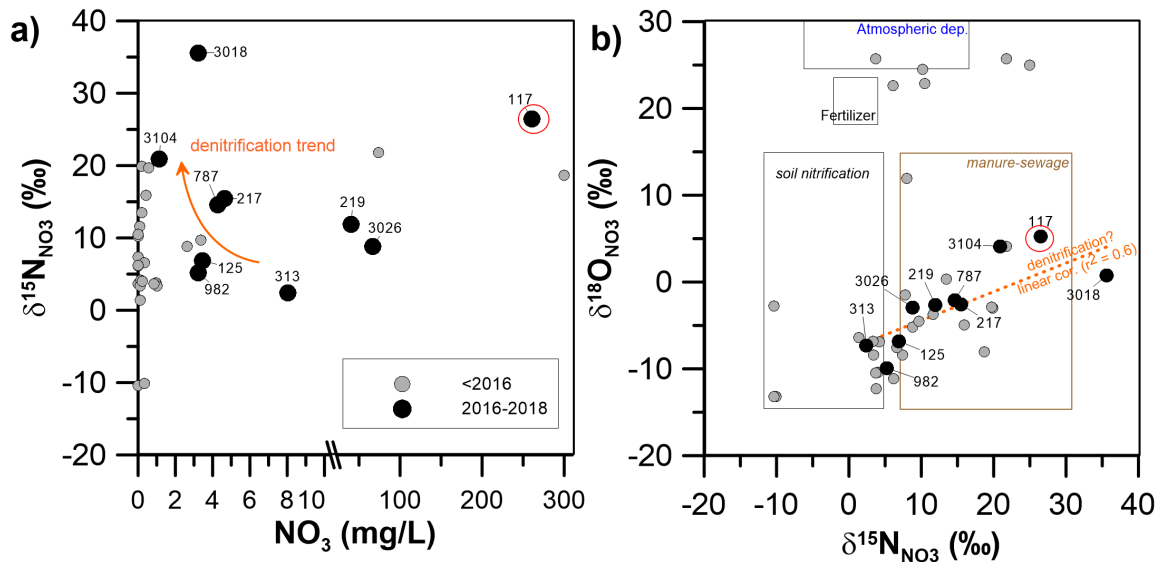 a)
40
30
20
10
0
-10
-20
δ¹⁵N_NO3 (‰)
3018
117
3104
denitrification trend
787
217
219
3026
125
982
313
<2016
2016-2018
0 2 4 6 8 10 100 200 300
NO₃ (mg/L)
b)
30
20
10
0
-10
-20
δ¹⁸O_NO3 (‰)
Atmospheric dep.
Fertilizer
soil nitrification
manure-sewage
117
3104
denitrification?
linear cor. (r² = 0.6)
3026
219
787
3018
313
217
125
982
-20 -10 0 10 20 30 40
δ¹⁵N_NO3 (‰)